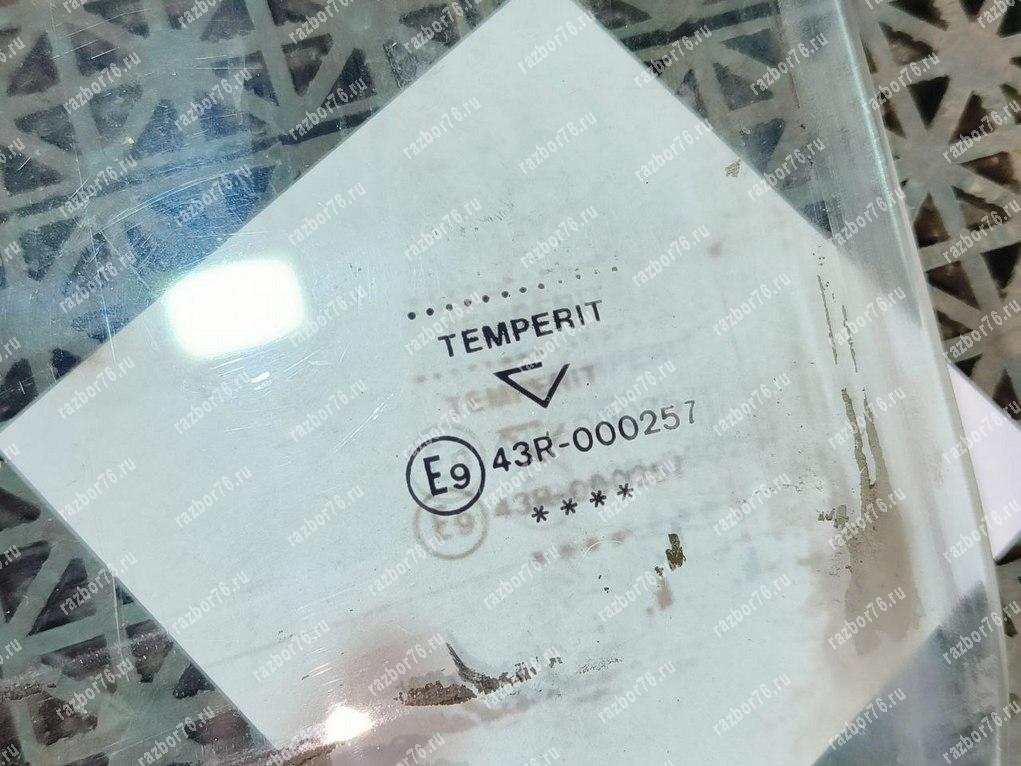 ..........
TEMPERIT
E9 43R-000257
****
razbor76.ru